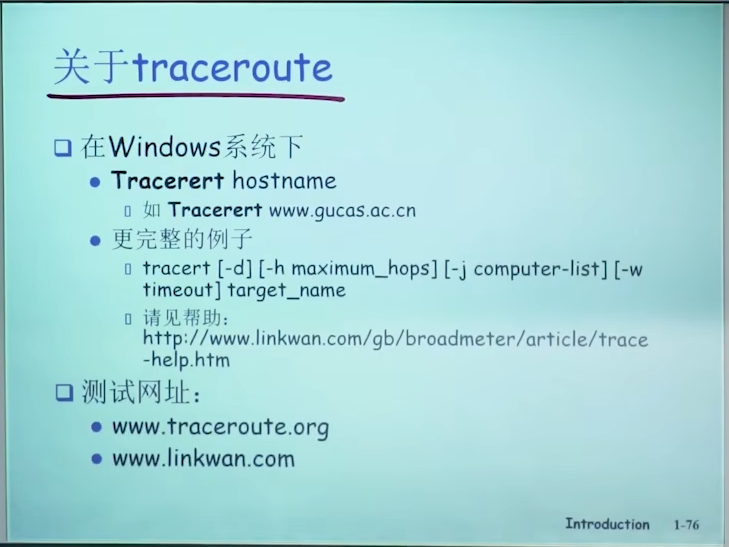 关于traceroute
在Windows系统下
Tracerert hostname
如 Tracerert www.gucas.ac.cn
更完整的例子
tracert [-d] [-h maximum_hops] [-j computer-list] [-w
timeout] target_name
请见帮助：
http://www.linkwan.com/gb/broadmeter/article/trace
-help.htm
测试网址：
www.traceroute.org
www.linkwan.com
Introduction 1-76